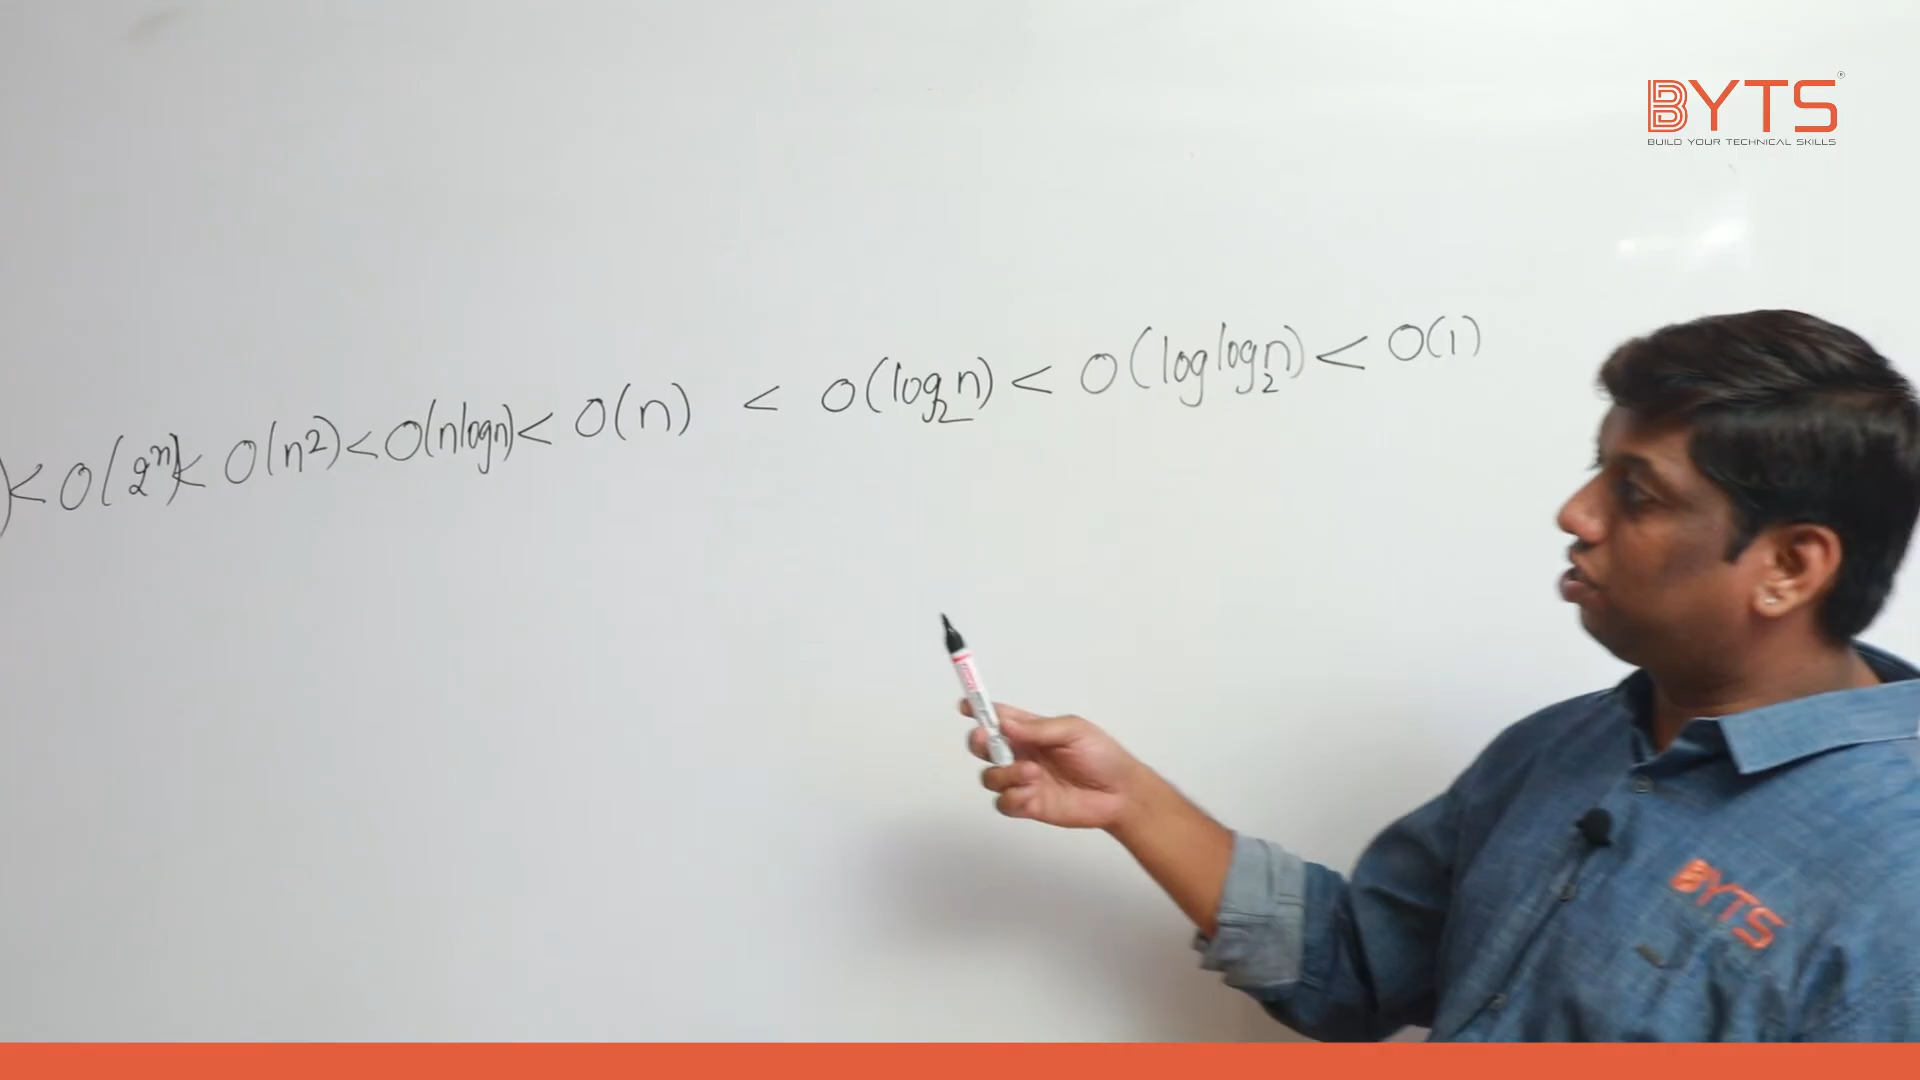 BYTS®
BUILD YOUR TECHNICAL SKILLS
) < O(2ⁿ) < O(n²) < O(nlogn) < O(n) < O(log₂n) < O(loglog₂n) < O(1)
BYTS